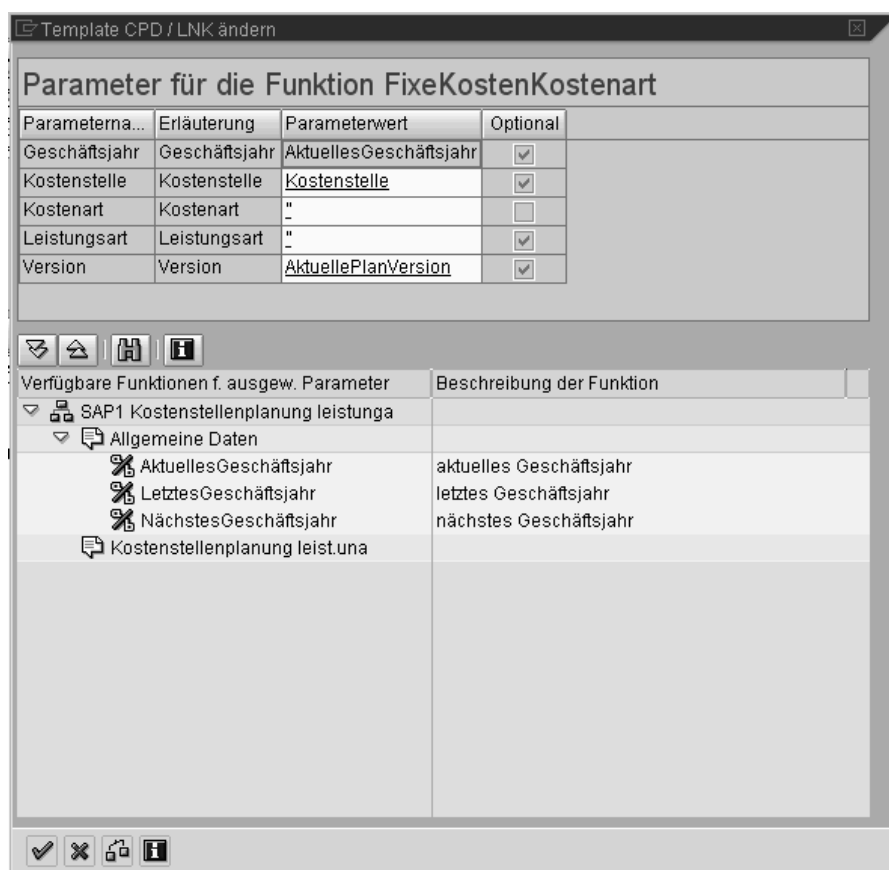 Template CPD / LNK ändern
Parameter für die Funktion FixeKostenKostenart
Parameterna... Erläuterung Parameterwert Optional
Geschäftsjahr Geschäftsjahr AktuellesGeschäftsjahr
Kostenstelle Kostenstelle Kostenstelle
Kostenart Kostenart "
Leistungsart Leistungsart "
Version Version AktuellePlanVersion
Verfügbare Funktionen f. ausgew. Parameter Beschreibung der Funktion
SAP1 Kostenstellenplanung leistunga
Allgemeine Daten
AktuellesGeschäftsjahr aktuelles Geschäftsjahr
LetztesGeschäftsjahr letztes Geschäftsjahr
NächstesGeschäftsjahr nächstes Geschäftsjahr
Kostenstellenplanung leist.una